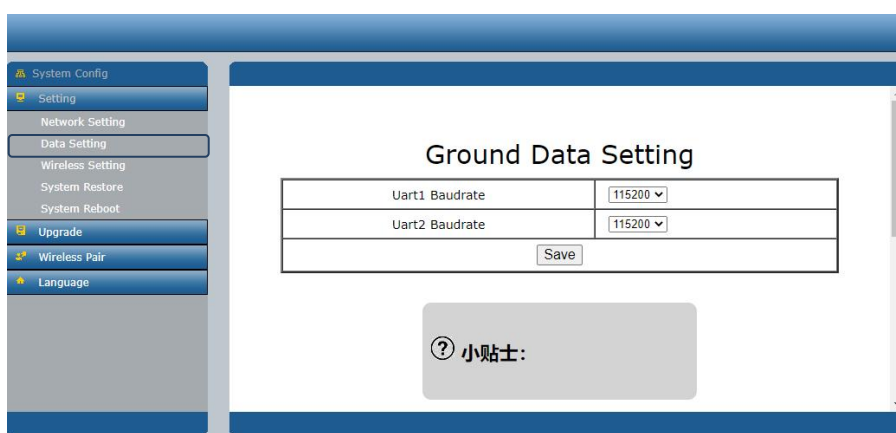 System Config
Setting
Network Setting
Data Setting
Wireless Setting
System Restore
System Reboot
Upgrade
Wireless Pair
Language
Ground Data Setting
Uart1 Baudrate 115200
Uart2 Baudrate 115200
Save
? 小贴士：